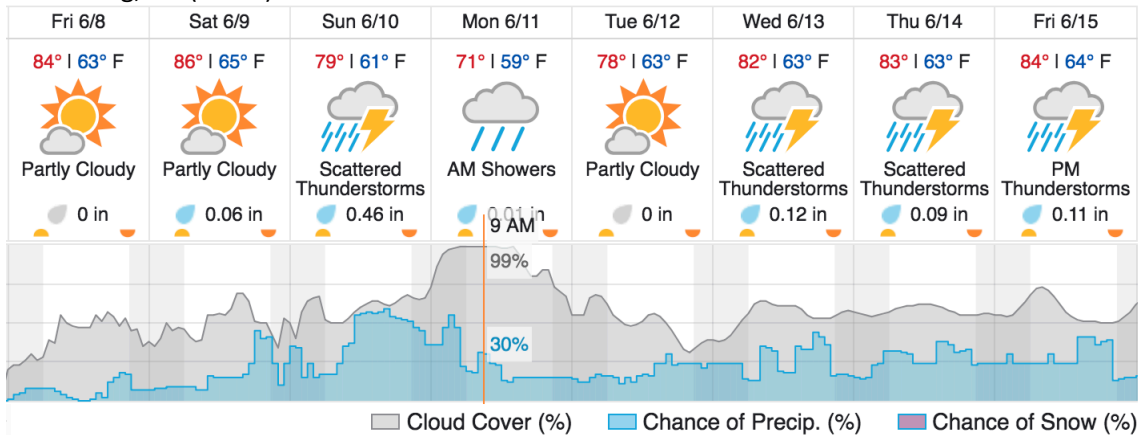 Fri 6/8 Sat 6/9 Sun 6/10 Mon 6/11 Tue 6/12 Wed 6/13 Thu 6/14 Fri 6/15
84° | 63° F 86° | 65° F 79° | 61° F 71° | 59° F 78° | 63° F 82° | 63° F 83° | 63° F 84° | 64° F
Partly Cloudy Partly Cloudy Scattered AM Showers Partly Cloudy Scattered Scattered PM
Thunderstorms Thunderstorms Thunderstorms Thunderstorms
0 in 0.06 in 0.46 in 0.01 in 0 in 0.12 in 0.09 in 0.11 in
9 AM
99%
30%
Cloud Cover (%) Chance of Precip. (%) Chance of Snow (%)